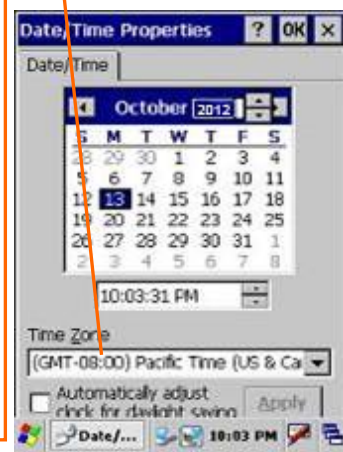 Date/Time Properties ? OK ×
Date/Time
October 2012
S M T W T F S
28 29 30 1 2 3 4
5 6 7 8 9 10 11
12 13 14 15 16 17 18
19 20 21 22 23 24 25
26 27 28 29 30 31 1
2 3 4 5 6 7 8
10:03:31 PM
Time Zone
(GMT-08:00) Pacific Time (US & Ca
Automatically adjust
clock for daylight saving
Apply
Date/... 10:03 PM